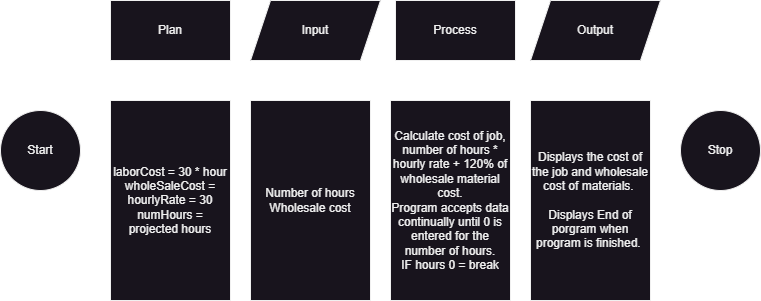 Plan
Input
Process
Output
Start
laborCost = 30 * hour
wholeSaleCost =
hourlyRate = 30
numHours =
projected hours
Number of hours
Wholesale cost
Calculate cost of job,
number of hours *
hourly rate + 120% of
wholesale material
cost.
Program accepts data
continually until 0 is
entered for the
number of hours.
IF hours 0 = break
Displays the cost of
the job and wholesale
cost of materials.
Displays End of
porgram when
program is finished.
Stop